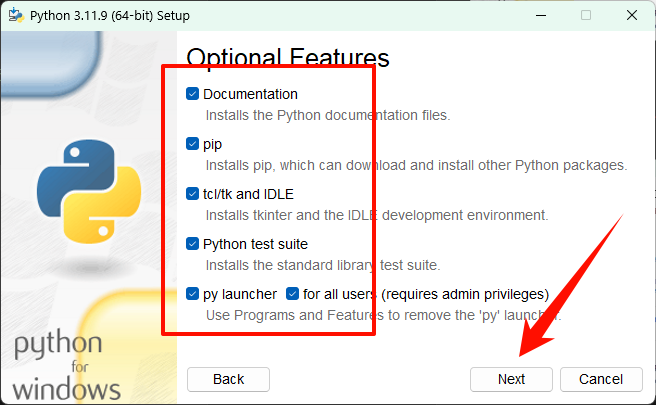 Python 3.11.9 (64-bit) Setup
Optional Features
Documentation
Installs the Python documentation files.
pip
Installs pip, which can download and install other Python packages.
tcl/tk and IDLE
Installs tkinter and the IDLE development environment.
Python test suite
Installs the standard library test suite.
py launcher for all users (requires admin privileges)
Use Programs and Features to remove the 'py' launcher.
python
for
windows
Back Next Cancel